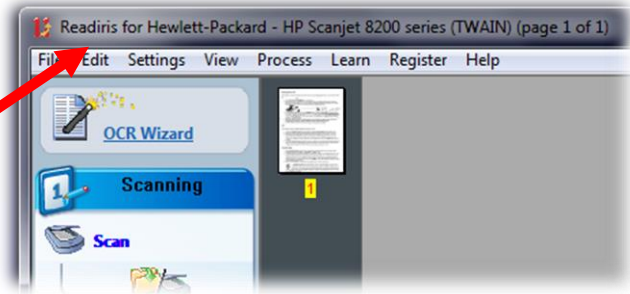 Readiris for Hewlett-Packard - HP Scanjet 8200 series (TWAIN) (page 1 of 1)
File Edit Settings View Process Learn Register Help
OCR Wizard
1 Scanning
1
Scan